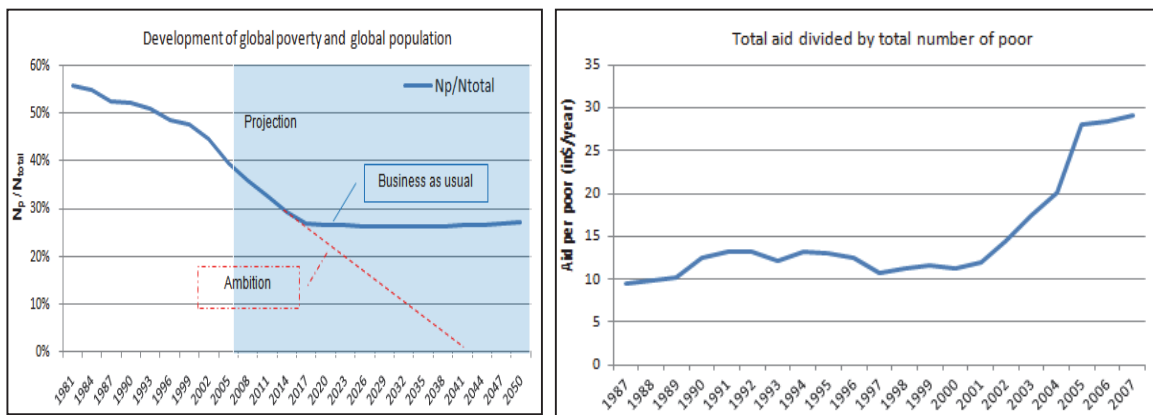 Development of global poverty and global population
60%
50%
40%
30%
20%
10%
0%
Np / Ntotal
Np/Ntotal
Projection
Business as usual
Ambition
1981 1984 1987 1990 1993 1996 1999 2002 2005 2008 2011 2014 2017 2020 2023 2026 2029 2032 2035 2038 2041 2044 2047 2050
Total aid divided by total number of poor
35
30
25
20
15
10
5
0
Aid per poor (in$/year)
1987 1988 1989 1990 1991 1992 1993 1994 1995 1996 1997 1998 1999 2000 2001 2002 2003 2004 2005 2006 2007